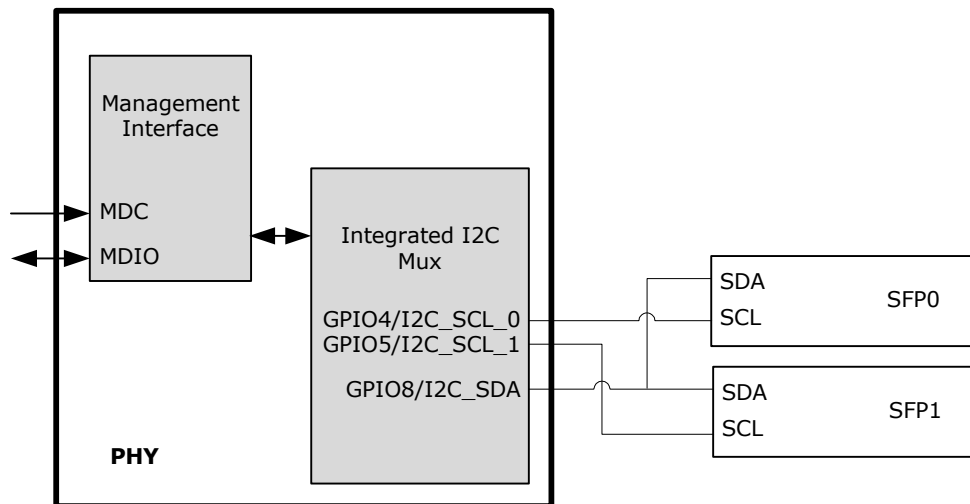 Management
Interface
MDC
MDIO
Integrated I2C
Mux
GPIO4/I2C_SCL_0
GPIO5/I2C_SCL_1
GPIO8/I2C_SDA
PHY
SDA
SFP0
SCL
SDA
SFP1
SCL